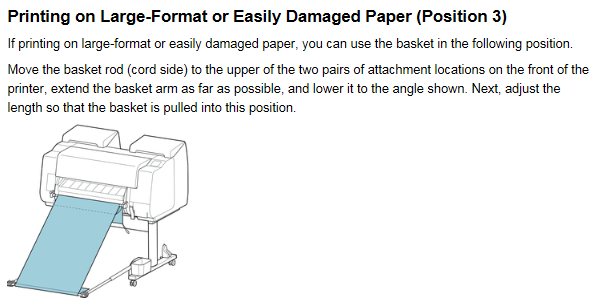 Printing on Large-Format or Easily Damaged Paper (Position 3)
If printing on large-format or easily damaged paper, you can use the basket in the following position.
Move the basket rod (cord side) to the upper of the two pairs of attachment locations on the front of the
printer, extend the basket arm as far as possible, and lower it to the angle shown. Next, adjust the
length so that the basket is pulled into this position.